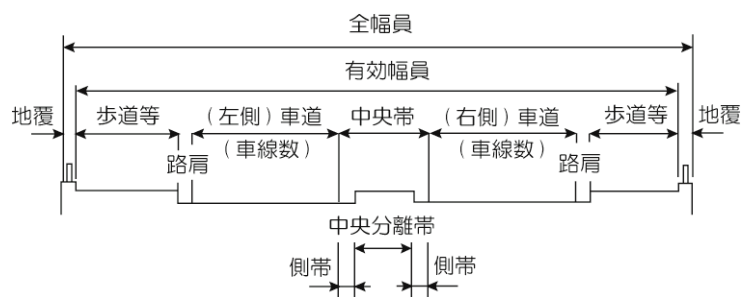 全幅員
有効幅員
地覆 歩道等 (左側)車道 中央帯 (右側)車道 歩道等 地覆
路肩 (車線数) (車線数) 路肩
中央分離帯
側帯 側帯